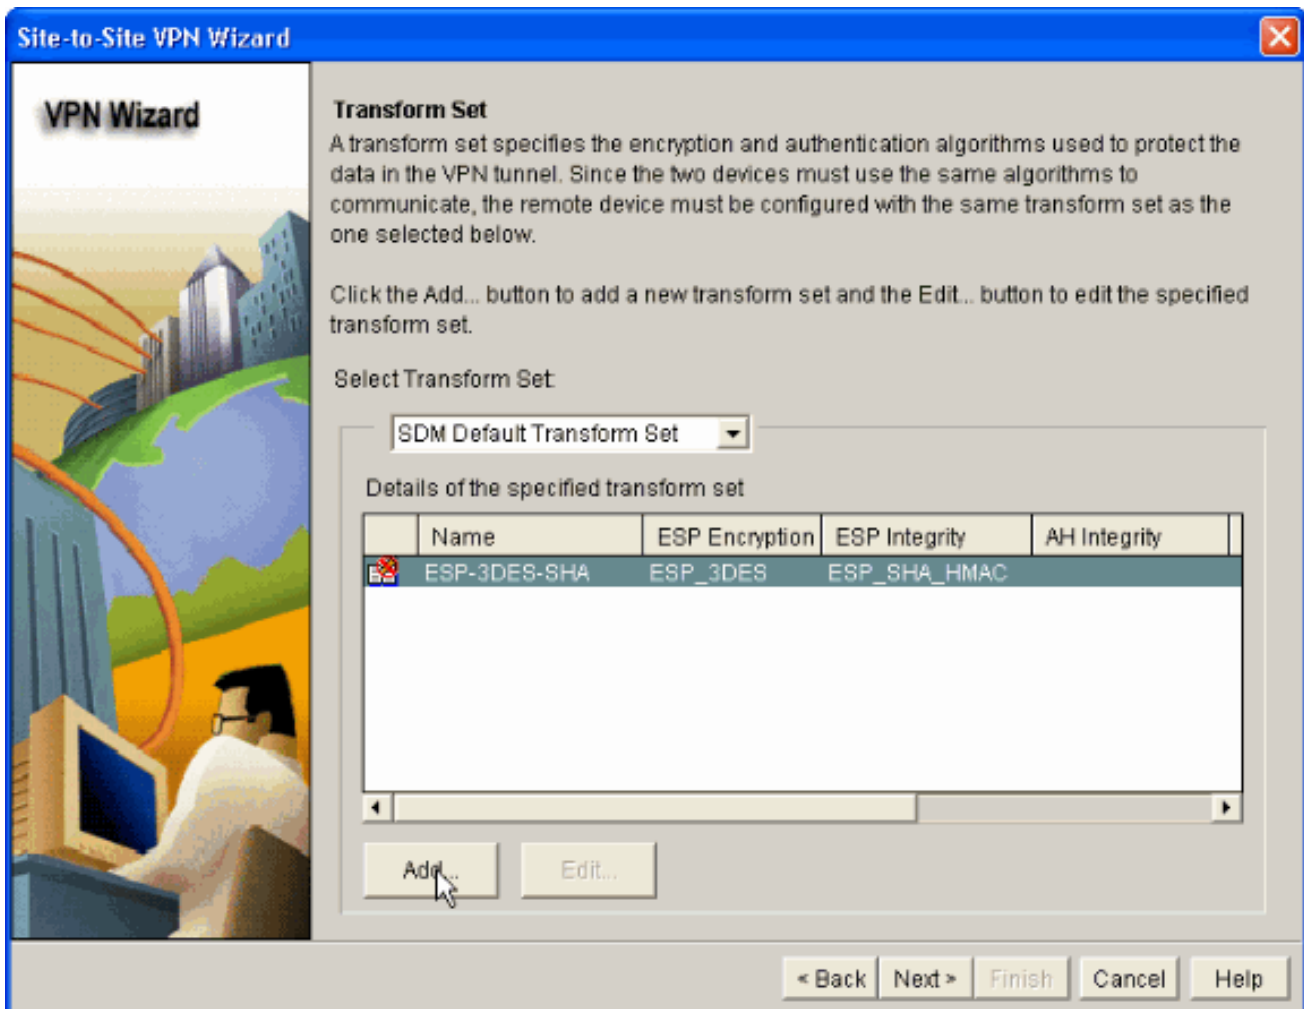 Site-to-Site VPN Wizard
VPN Wizard
Transform Set
A transform set specifies the encryption and authentication algorithms used to protect the
data in the VPN tunnel. Since the two devices must use the same algorithms to
communicate, the remote device must be configured with the same transform set as the
one selected below.
Click the Add... button to add a new transform set and the Edit... button to edit the specified
transform set.
Select Transform Set:
SDM Default Transform Set
Details of the specified transform set
Name ESP Encryption ESP Integrity AH Integrity
ESP-3DES-SHA ESP_3DES ESP_SHA_HMAC
Add... Edit...
< Back Next > Finish Cancel Help